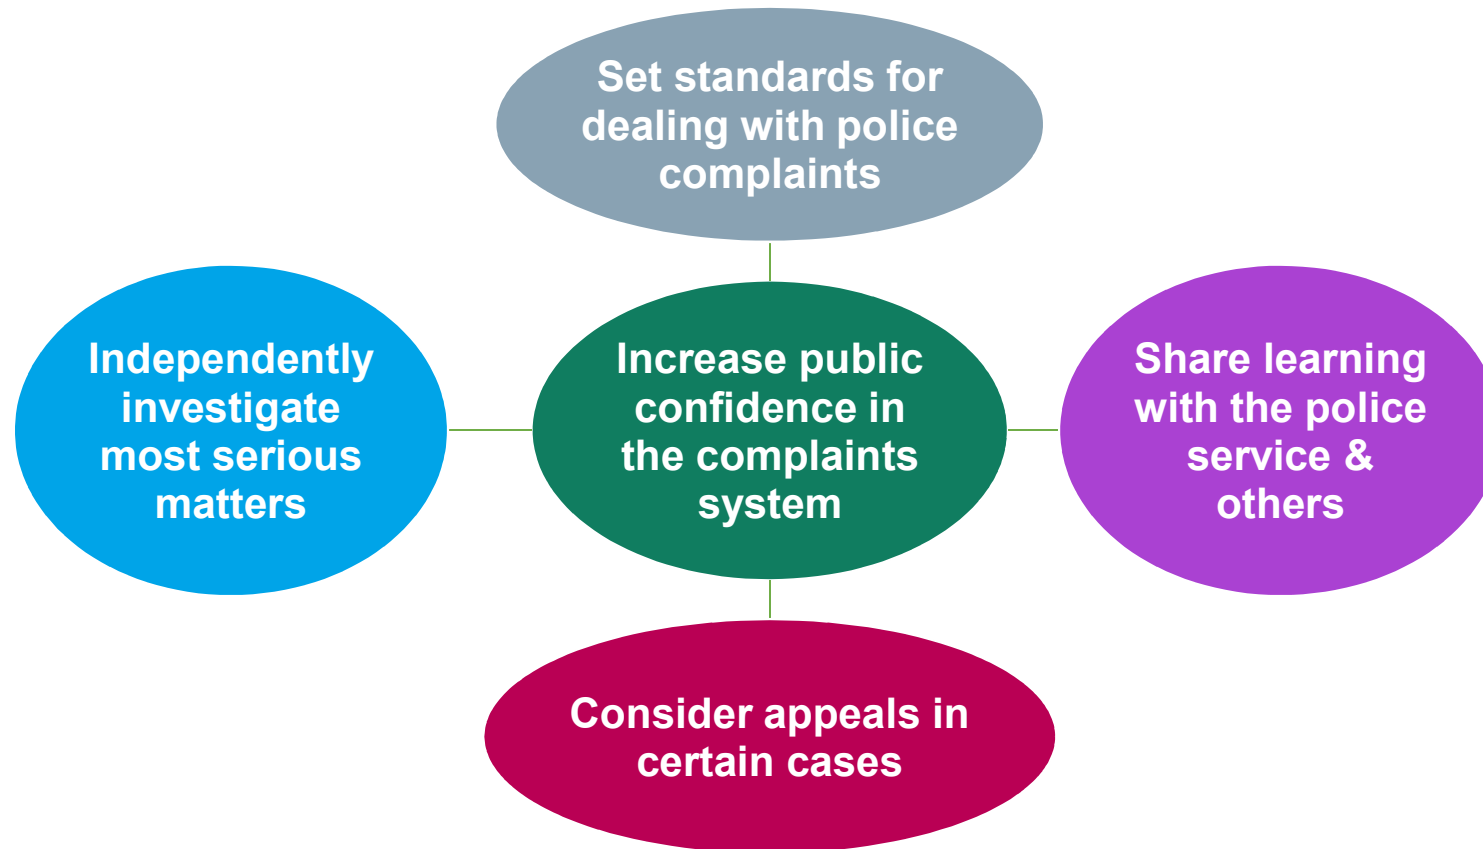 Set standards for
dealing with police
complaints
Independently
investigate
most serious
matters
Increase public
confidence in
the complaints
system
Share learning
with the police
service &
others
Consider appeals in
certain cases